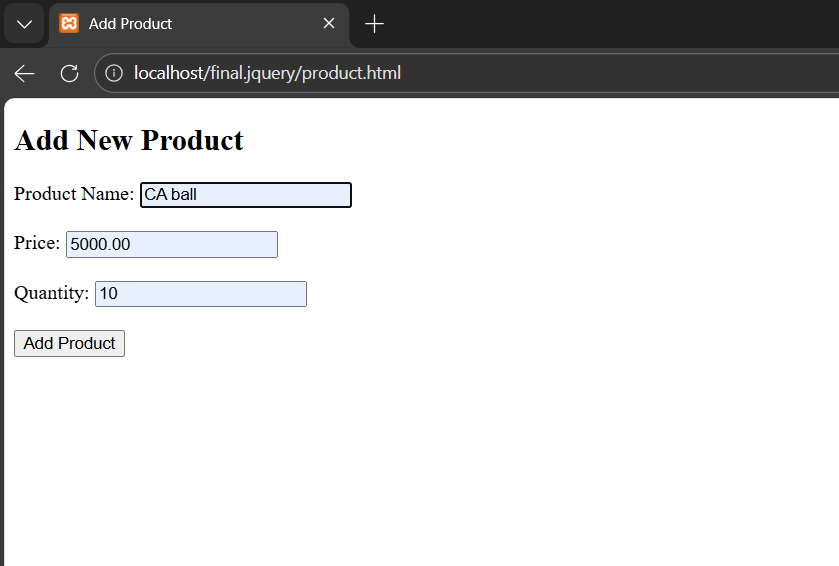 Add Product
localhost/final.jquery/product.html
Add New Product
Product Name: CA ball
Price: 5000.00
Quantity: 10
Add Product